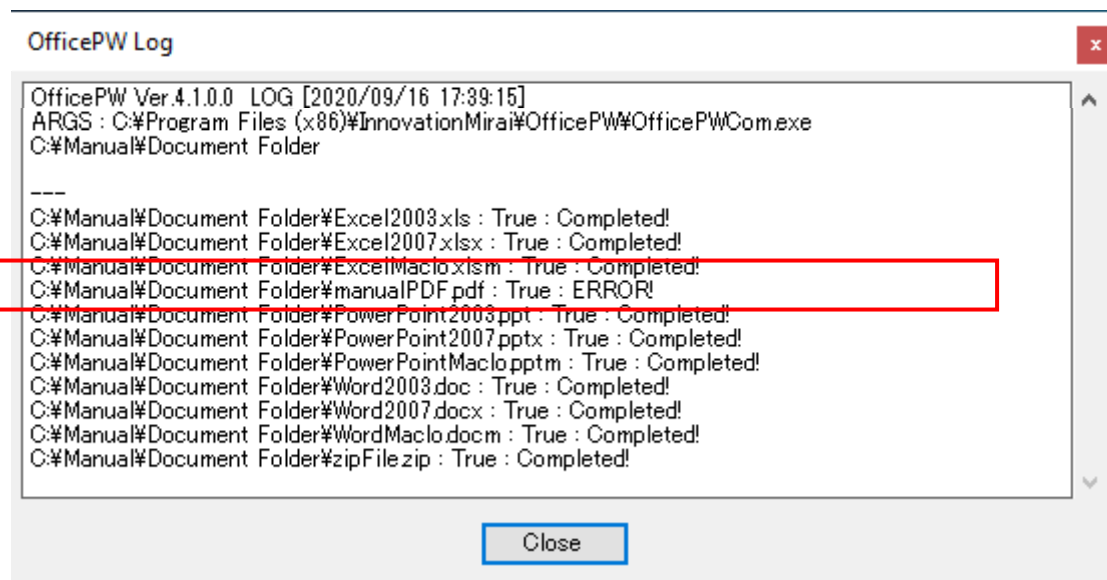 OfficePW Log
x
OfficePW Ver.4.1.0.0 LOG [2020/09/16 17:39:15]
ARGS : C:¥Program Files (x86)¥InnovationMirai¥OfficePW¥OfficePWCom.exe
C:¥Manual¥Document Folder
---
C:¥Manual¥Document Folder¥Excel2003.xls : True : Completed!
C:¥Manual¥Document Folder¥Excel2007.xlsx : True : Completed!
C:¥Manual¥Document Folder¥ExcelMaclo.xlsm : True : Completed!
C:¥Manual¥Document Folder¥manualPDF.pdf : True : ERROR!
C:¥Manual¥Document Folder¥PowerPoint2003.ppt : True : Completed!
C:¥Manual¥Document Folder¥PowerPoint2007.pptx : True : Completed!
C:¥Manual¥Document Folder¥PowerPointMaclo.pptm : True : Completed!
C:¥Manual¥Document Folder¥Word2003.doc : True : Completed!
C:¥Manual¥Document Folder¥Word2007.docx : True : Completed!
C:¥Manual¥Document Folder¥WordMaclo.docm : True : Completed!
C:¥Manual¥Document Folder¥zipFile.zip : True : Completed!
Close